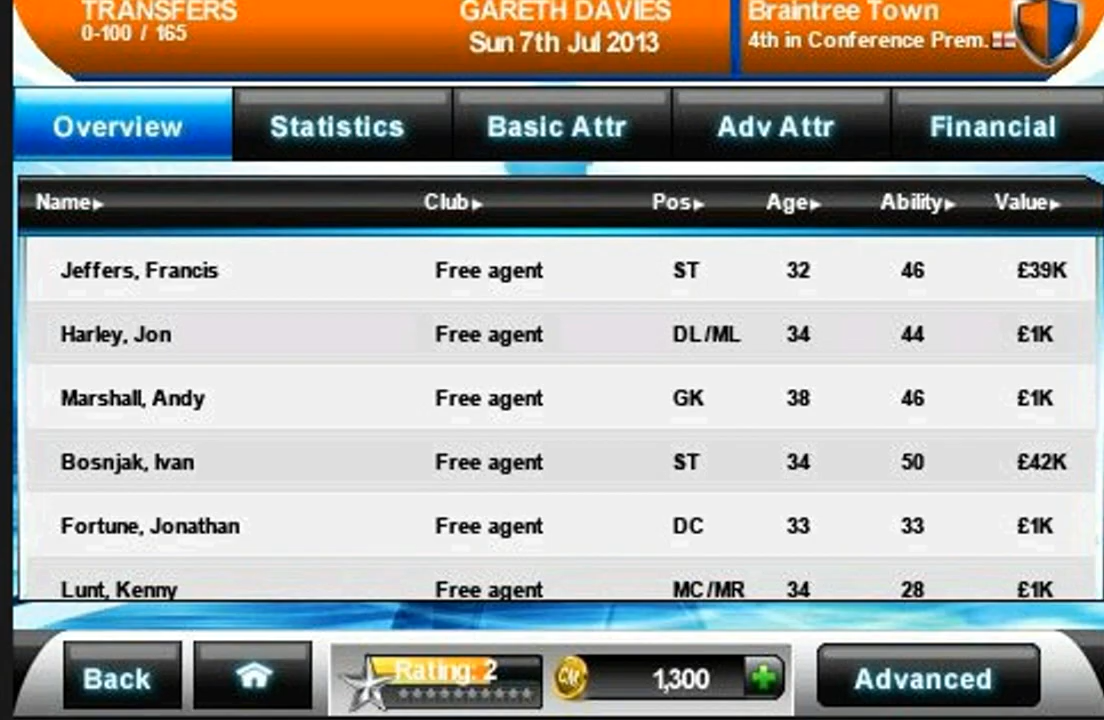 TRANSFERS
0-100 / 165
GARETH DAVIES
Sun 7th Jul 2013
Braintree Town
4th in Conference Prem.
Overview Statistics Basic Attr Adv Attr Financial
Name Club Pos Age Ability Value
Jeffers, Francis Free agent ST 32 46 £39K
Harley, Jon Free agent DL/ML 34 44 £1K
Marshall, Andy Free agent GK 38 46 £1K
Bosnjak, Ivan Free agent ST 34 50 £42K
Fortune, Jonathan Free agent DC 33 33 £1K
Lunt, Kenny Free agent MC/MR 34 28 £1K
Back Rating: 2 CM 1,300 Advanced